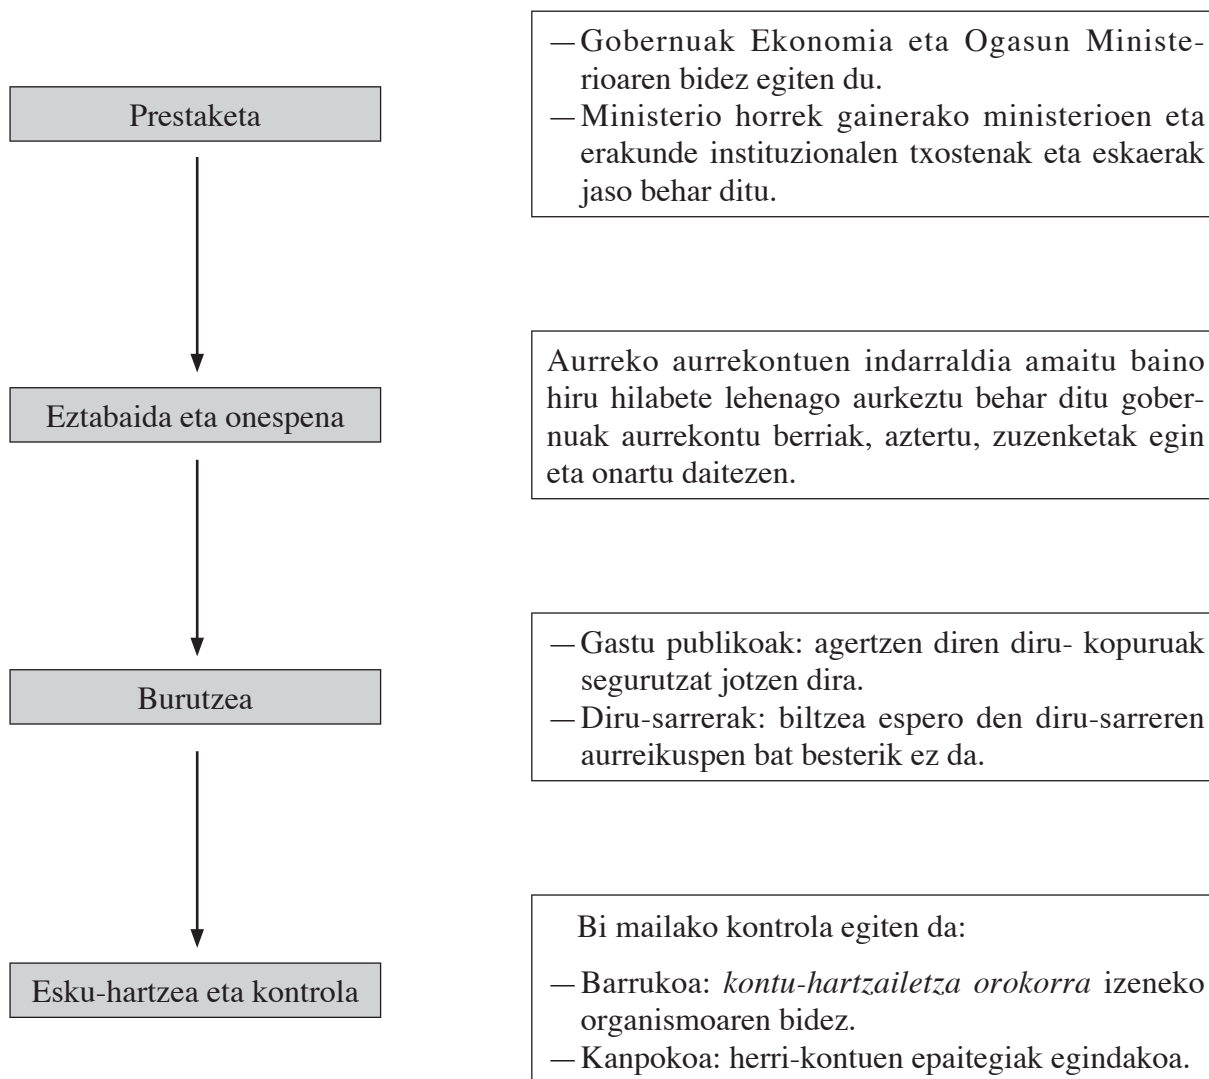 Prestaketa
— Gobernuak Ekonomia eta Ogasun Ministe-
rioaren bidez egiten du.
— Ministerio horrek gainerako ministerioen eta
erakunde instituzionalen txostenak eta eskaerak
jaso behar ditu.
Eztabaida eta onespena
Aurreko aurrekontuen indarraldia amaitu baino
hiru hilabete lehenago aurkeztu behar ditu gober-
nuak aurrekontu berriak, aztertu, zuzenketak egin
eta onartu daitezen.
Burutzea
— Gastu publikoak: agertzen diren diru- kopuruak
segurutzat jotzen dira.
— Diru-sarrerak: biltzea espero den diru-sarreren
aurreikuspen bat besterik ez da.
Esku-hartzea eta kontrola
Bi mailako kontrola egiten da:
— Barrukoa: kontu-hartzailetza orokorra izeneko
organismoaren bidez.
— Kanpokoa: herri-kontuen epaitegiak egindakoa.